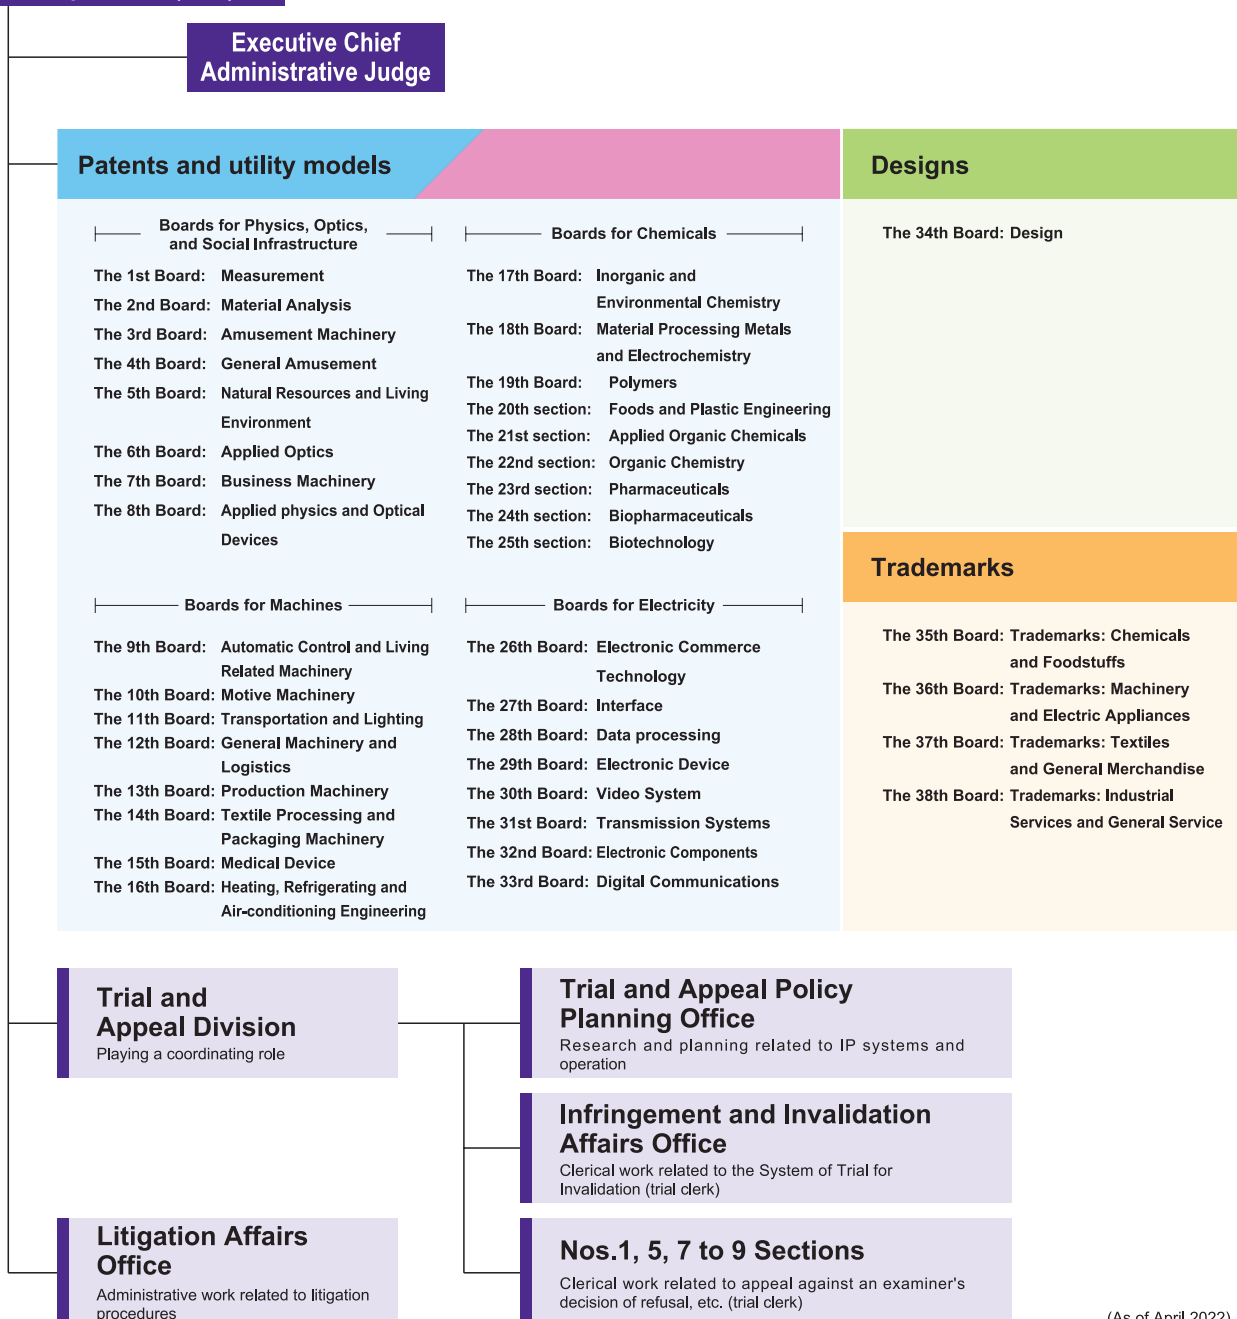 Executive Chief
Administrative Judge
Patents and utility models
Boards for Physics, Optics,
and Social Infrastructure
The 1st Board: Measurement
The 2nd Board: Material Analysis
The 3rd Board: Amusement Machinery
The 4th Board: General Amusement
The 5th Board: Natural Resources and Living
Environment
The 6th Board: Applied Optics
The 7th Board: Business Machinery
The 8th Board: Applied physics and Optical
Devices
Boards for Chemicals
The 17th Board: Inorganic and
Environmental Chemistry
The 18th Board: Material Processing Metals
and Electrochemistry
The 19th Board: Polymers
The 20th section: Foods and Plastic Engineering
The 21st section: Applied Organic Chemicals
The 22nd section: Organic Chemistry
The 23rd section: Pharmaceuticals
The 24th section: Biopharmaceuticals
The 25th section: Biotechnology
Boards for Machines
The 9th Board: Automatic Control and Living
Related Machinery
The 10th Board: Motive Machinery
The 11th Board: Transportation and Lighting
The 12th Board: General Machinery and
Logistics
The 13th Board: Production Machinery
The 14th Board: Textile Processing and
Packaging Machinery
The 15th Board: Medical Device
The 16th Board: Heating, Refrigerating and
Air-conditioning Engineering
Boards for Electricity
The 26th Board: Electronic Commerce
Technology
The 27th Board: Interface
The 28th Board: Data processing
The 29th Board: Electronic Device
The 30th Board: Video System
The 31st Board: Transmission Systems
The 32nd Board: Electronic Components
The 33rd Board: Digital Communications
Designs
The 34th Board: Design
Trademarks
The 35th Board: Trademarks: Chemicals
and Foodstuffs
The 36th Board: Trademarks: Machinery
and Electric Appliances
The 37th Board: Trademarks: Textiles
and General Merchandise
The 38th Board: Trademarks: Industrial
Services and General Service
Trial and
Appeal Division
Playing a coordinating role
Trial and Appeal Policy
Planning Office
Research and planning related to IP systems and
operation
Infringement and Invalidation
Affairs Office
Clerical work related to the System of Trial for
Invalidation (trial clerk)
Litigation Affairs
Office
Administrative work related to litigation
procedures
Nos.1, 5, 7 to 9 Sections
Clerical work related to appeal against an examiner's
decision of refusal, etc. (trial clerk)
(As of April 2022)